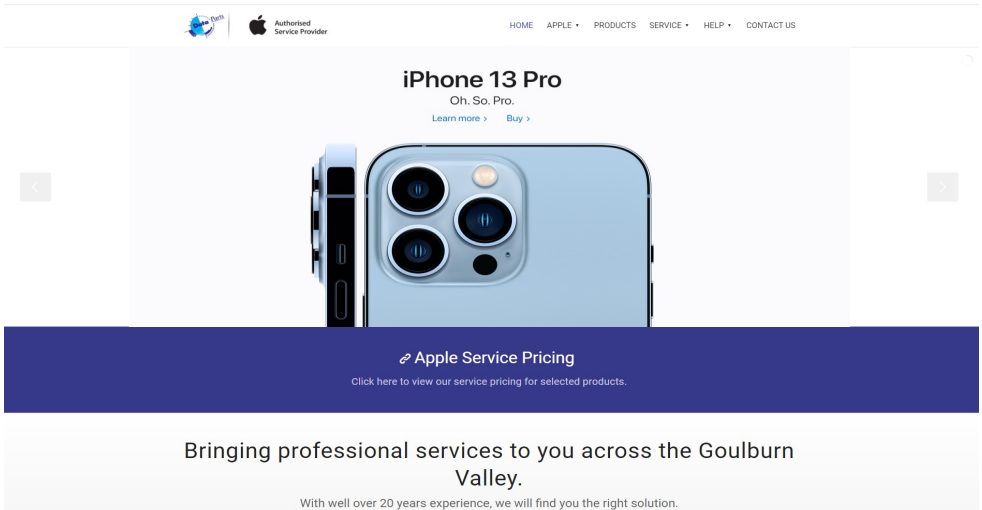 Data Parts
Authorised
Service Provider
HOME APPLE PRODUCTS SERVICE HELP CONTACT US
iPhone 13 Pro
Oh. So. Pro.
Learn more > Buy >
Apple Service Pricing
Click here to view our service pricing for selected products.
Bringing professional services to you across the Goulburn
Valley.
With well over 20 years experience, we will find you the right solution.